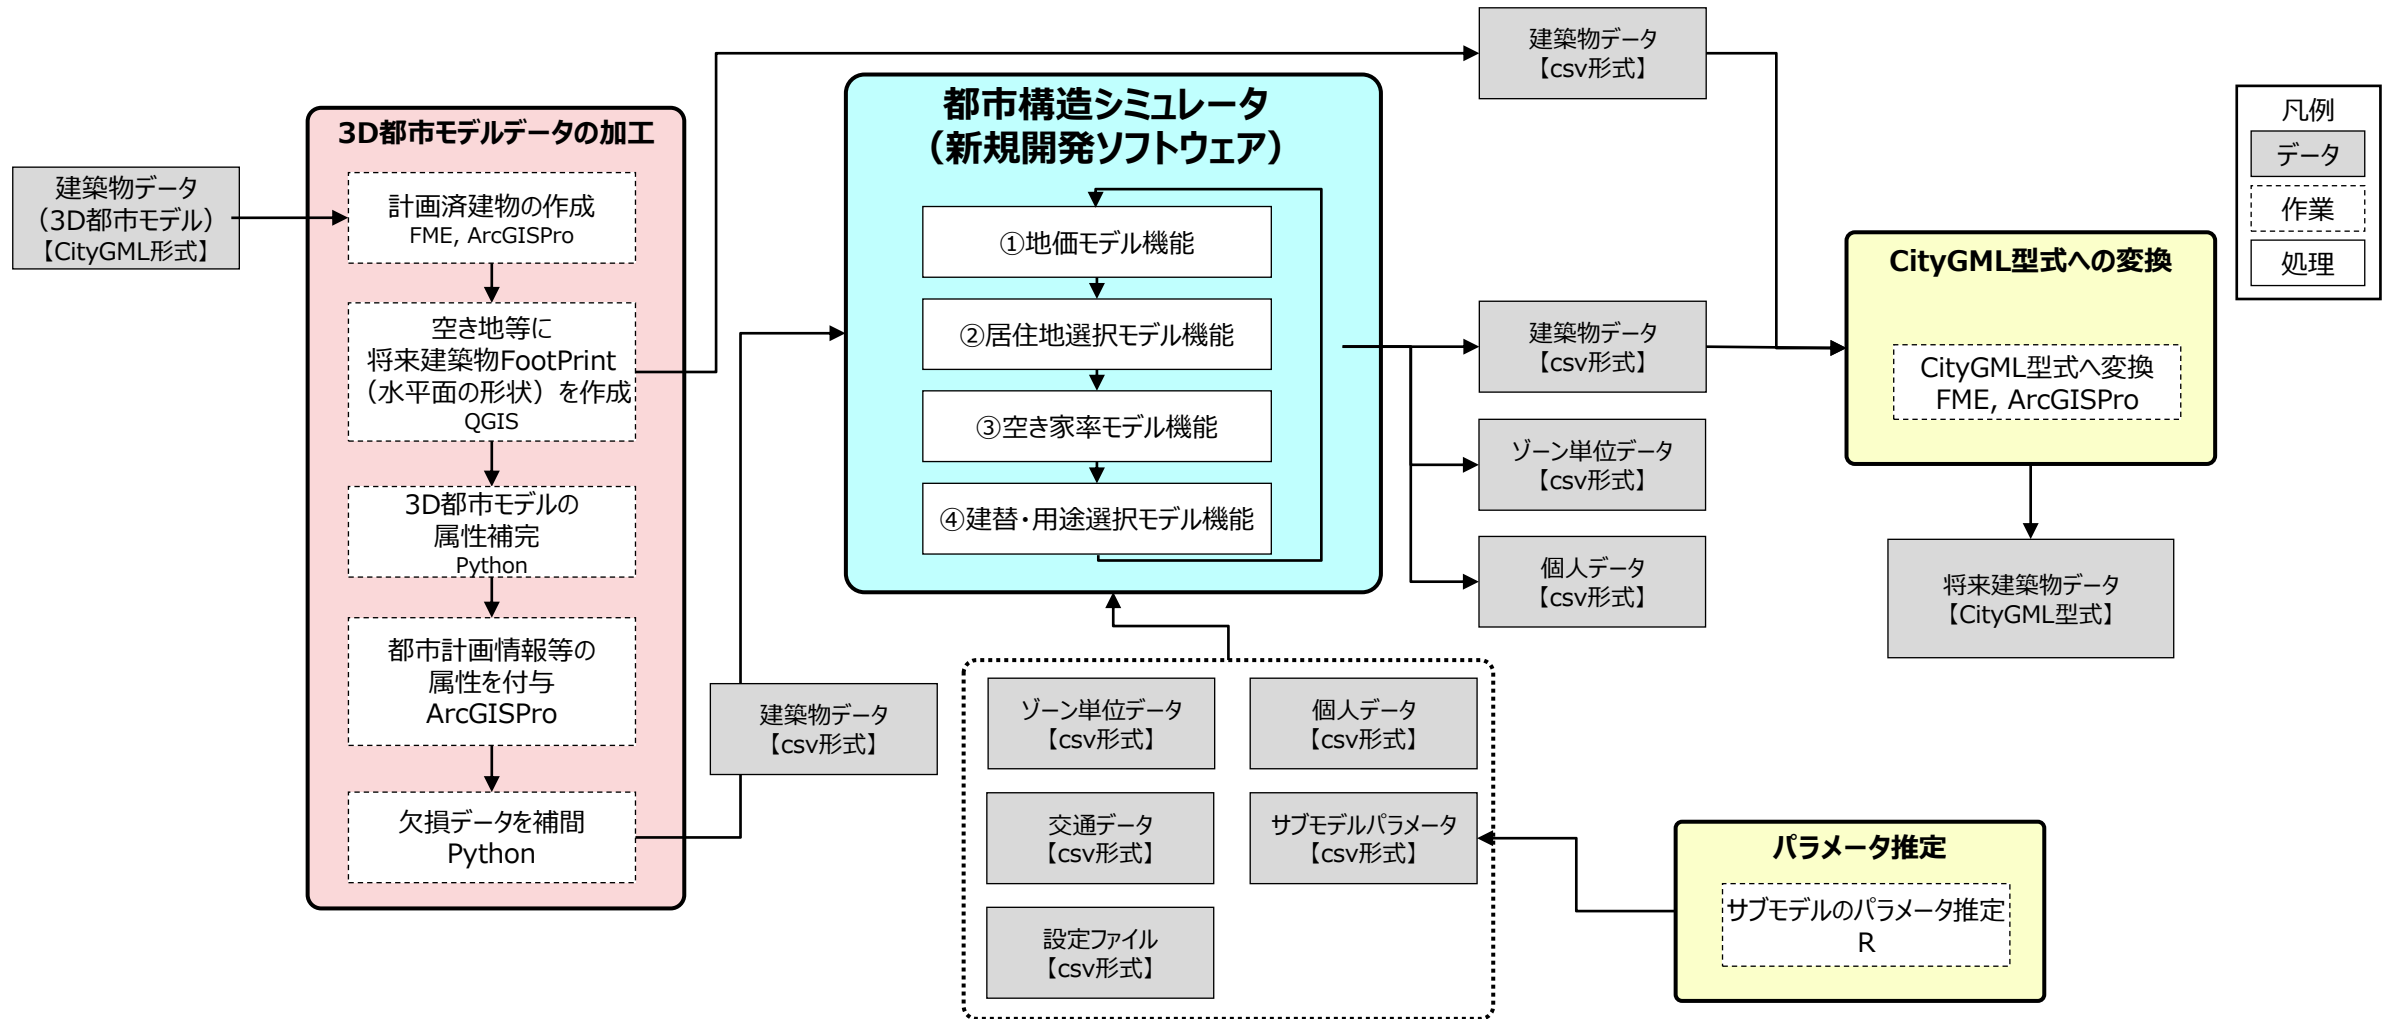 建築物データ
（3D都市モデル）
【CityGML形式】
3D都市モデルデータの加工
計画済建物の作成
FME, ArcGISPro
空き地等に
将来建築物FootPrint
（水平面の形状）を作成
QGIS
3D都市モデルの
属性補完
Python
都市計画情報等の
属性を付与
ArcGISPro
欠損データを補間
Python
建築物データ
【csv形式】
都市構造シミュレータ
（新規開発ソフトウェア）
①地価モデル機能
②居住地選択モデル機能
③空き家率モデル機能
④建替・用途選択モデル機能
ゾーン単位データ
【csv形式】
個人データ
【csv形式】
交通データ
【csv形式】
サブモデルパラメータ
【csv形式】
設定ファイル
【csv形式】
建築物データ
【csv形式】
建築物データ
【csv形式】
ゾーン単位データ
【csv形式】
個人データ
【csv形式】
CityGML型式への変換
CityGML型式へ変換
FME, ArcGISPro
将来建築物データ
【CityGML型式】
パラメータ推定
サブモデルのパラメータ推定
R
凡例
データ
作業
処理